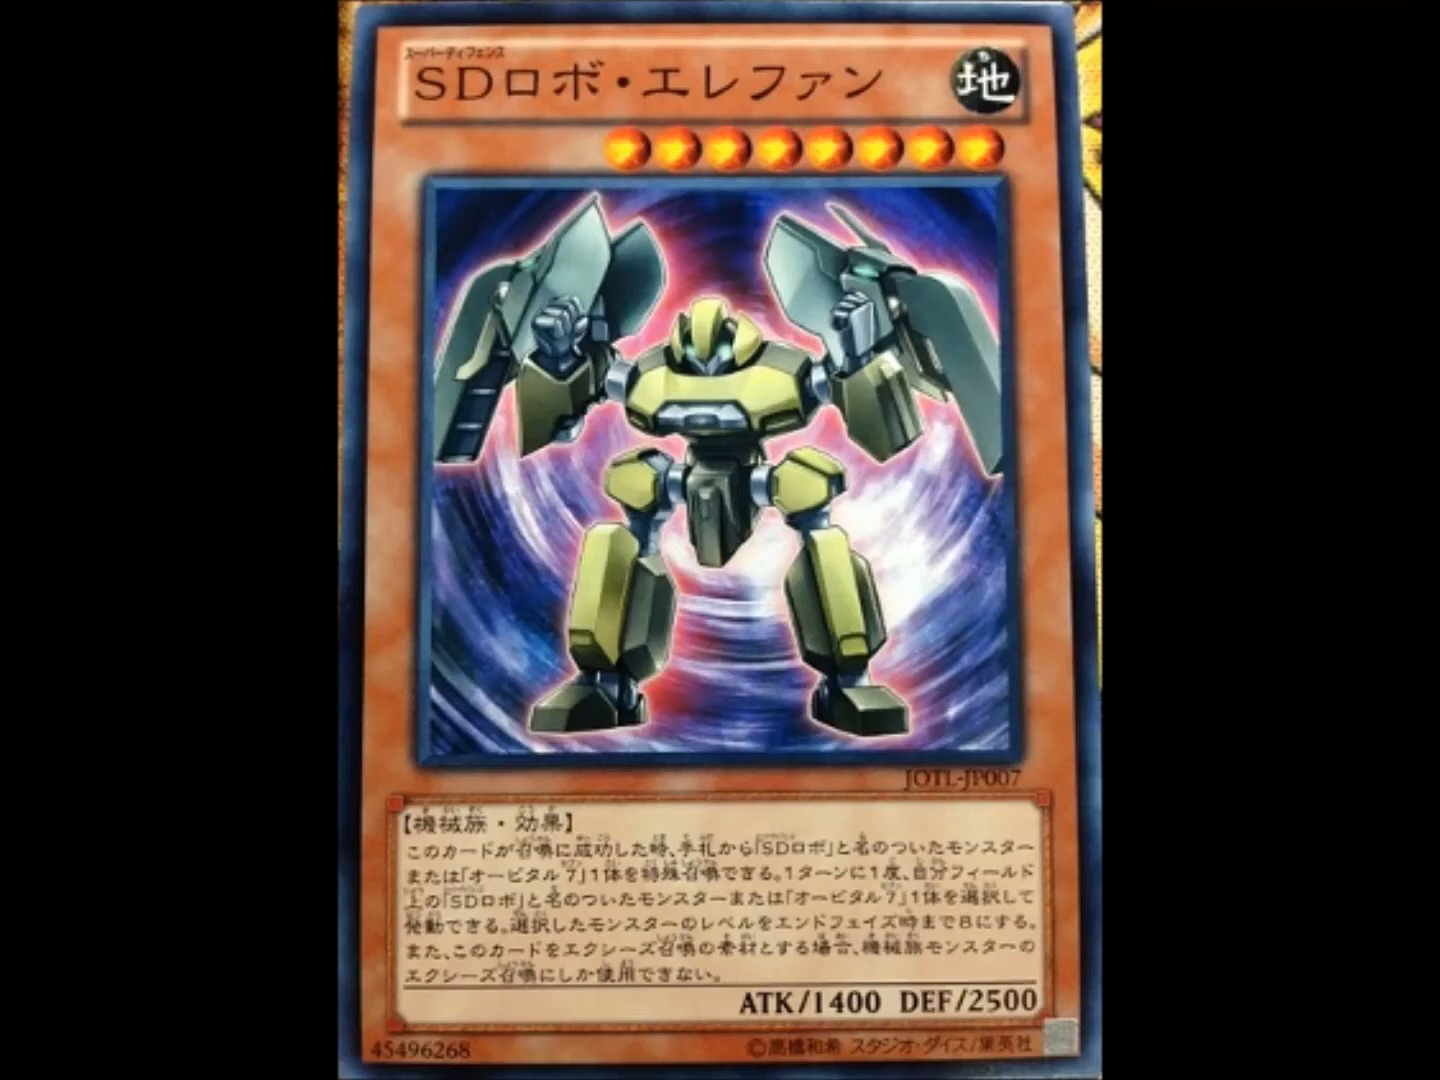 スーパーディフェンス
SDロボ・エレファン
地
JOTL-JP007
【機械族・効果】
このカードが召喚に成功した時、手札から「SDロボ」と名のついたモンスター
または「オービタル 7」1体を特殊召喚できる。1ターンに1度、自分フィールド
上の「SDロボ」と名のついたモンスターまたは「オービタル 7」1体を選択して
発動できる。選択したモンスターのレベルをエンドフェイズ時まで8にする。
また、このカードをエクシーズ召喚の素材とする場合、機械族モンスターの
エクシーズ召喚にしか使用できない。
ATK/1400 DEF/2500
45496268 ©高橋和希 スタジオ・ダイス/集英社